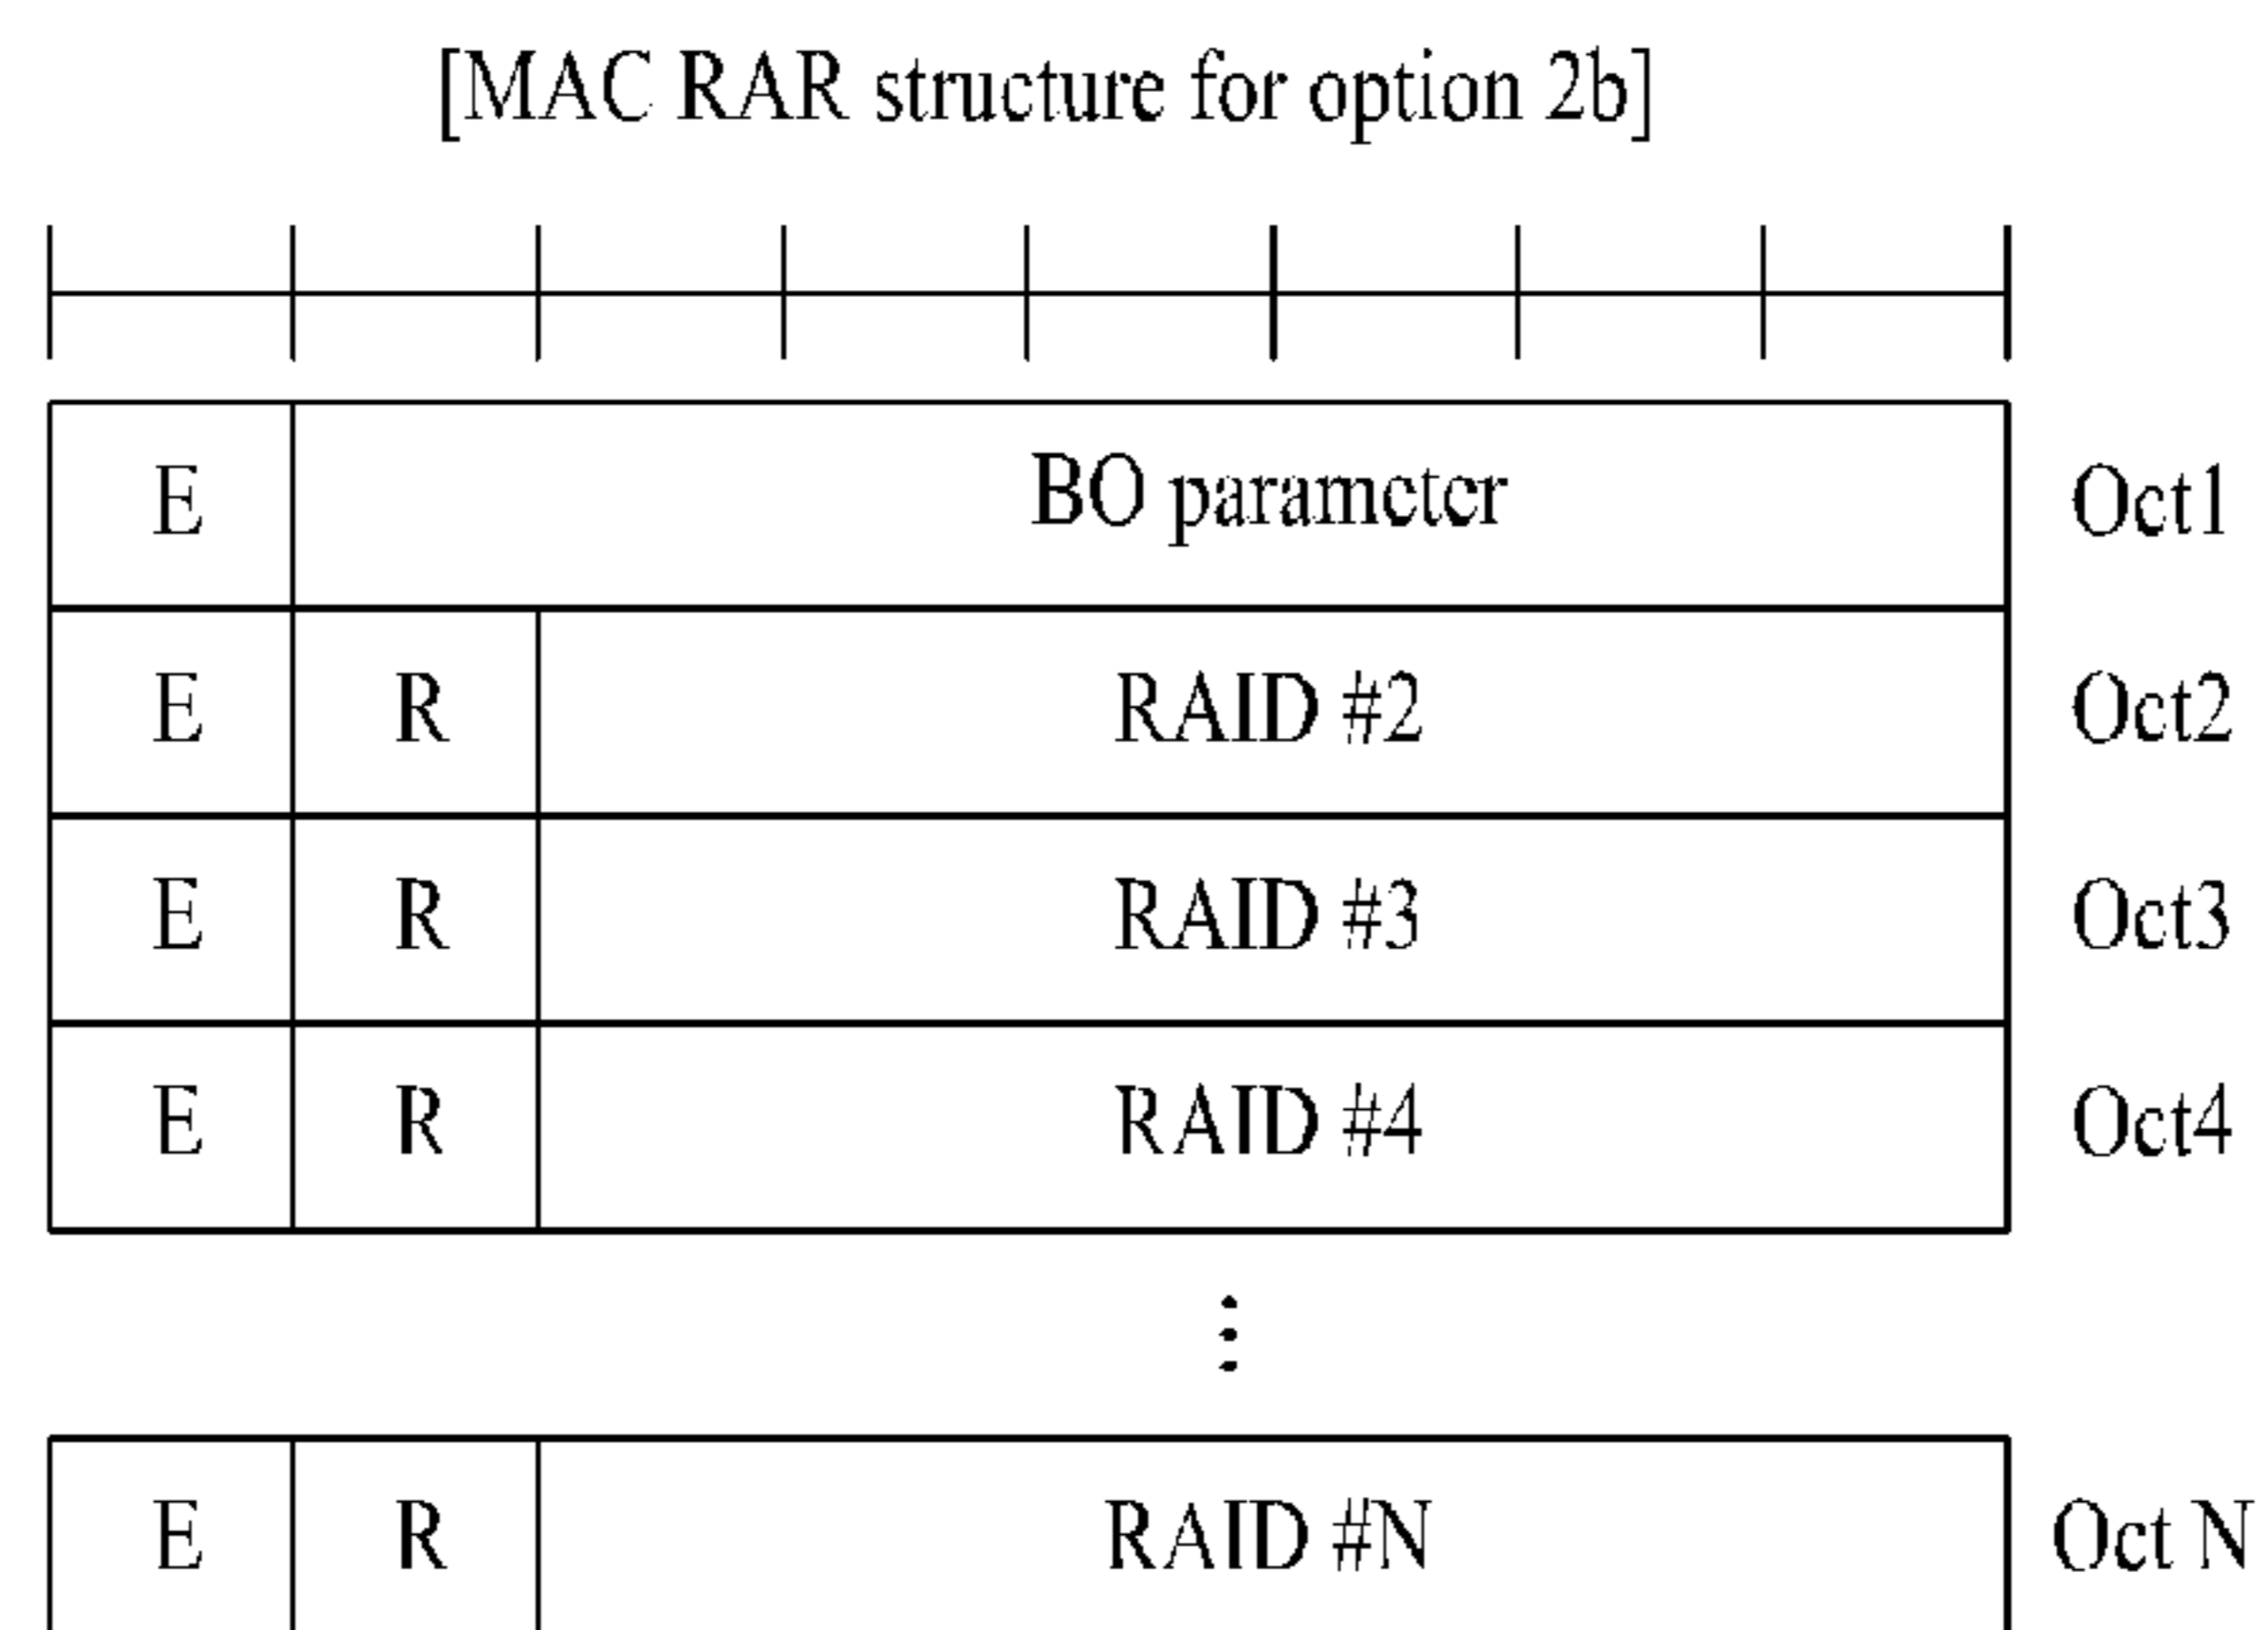 [MAC RAR structure for option 2b]
E BO parameter Oct1
E R RAID #2 Oct2
E R RAID #3 Oct3
E R RAID #4 Oct4
E R RAID #N Oct N